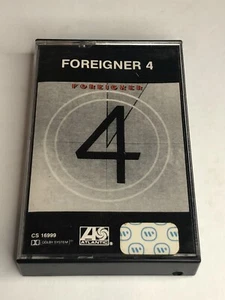 FOREIGNER 4
FOREIGNER
4
CS 16999
DOLBY SYSTEM
ATLANTIC